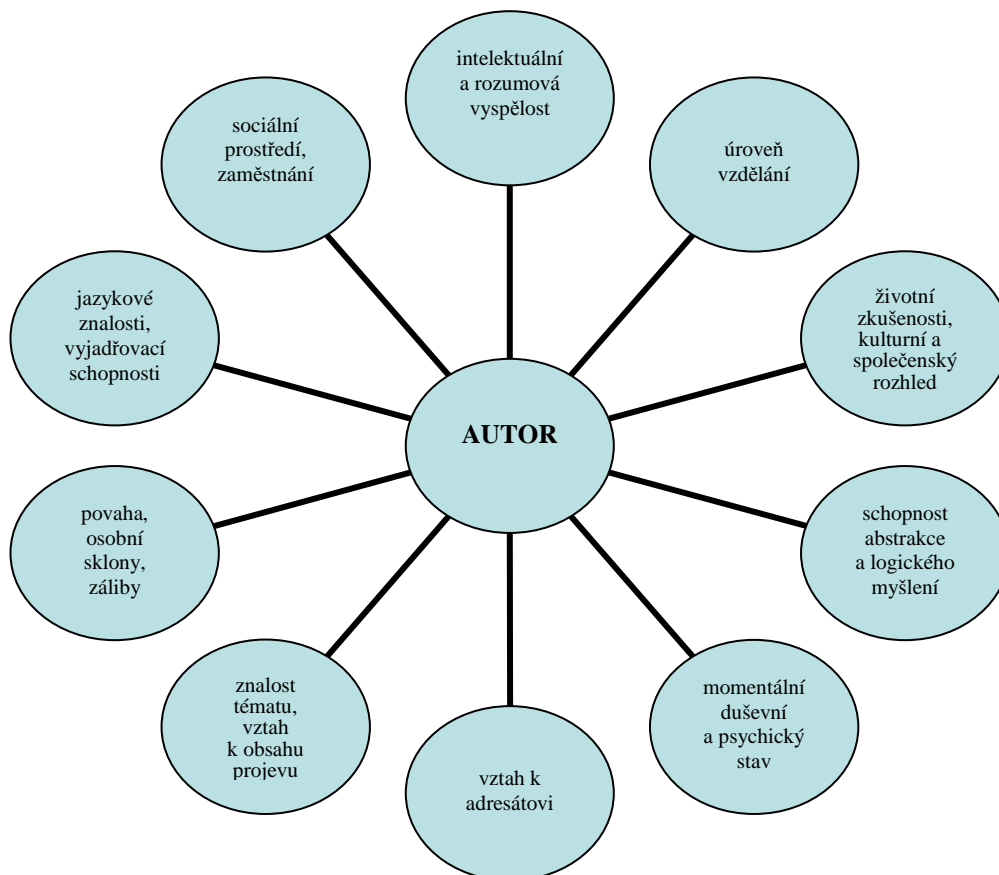 intelektuální
a rozumová
vyspělost
úroveň
vzdělání
životní
zkušenosti,
kulturní a
společenský
rozhled
schopnost
abstrakce
a logického
myšlení
momentální
duševní
a psychický
stav
vztah k
adresátovi
znalost
tématu,
vztah
k obsahu
projevu
povaha,
osobní
sklony,
záliby
jazykové
znalosti,
vyjadřovací
schopnosti
sociální
prostředí,
zaměstnání
AUTOR